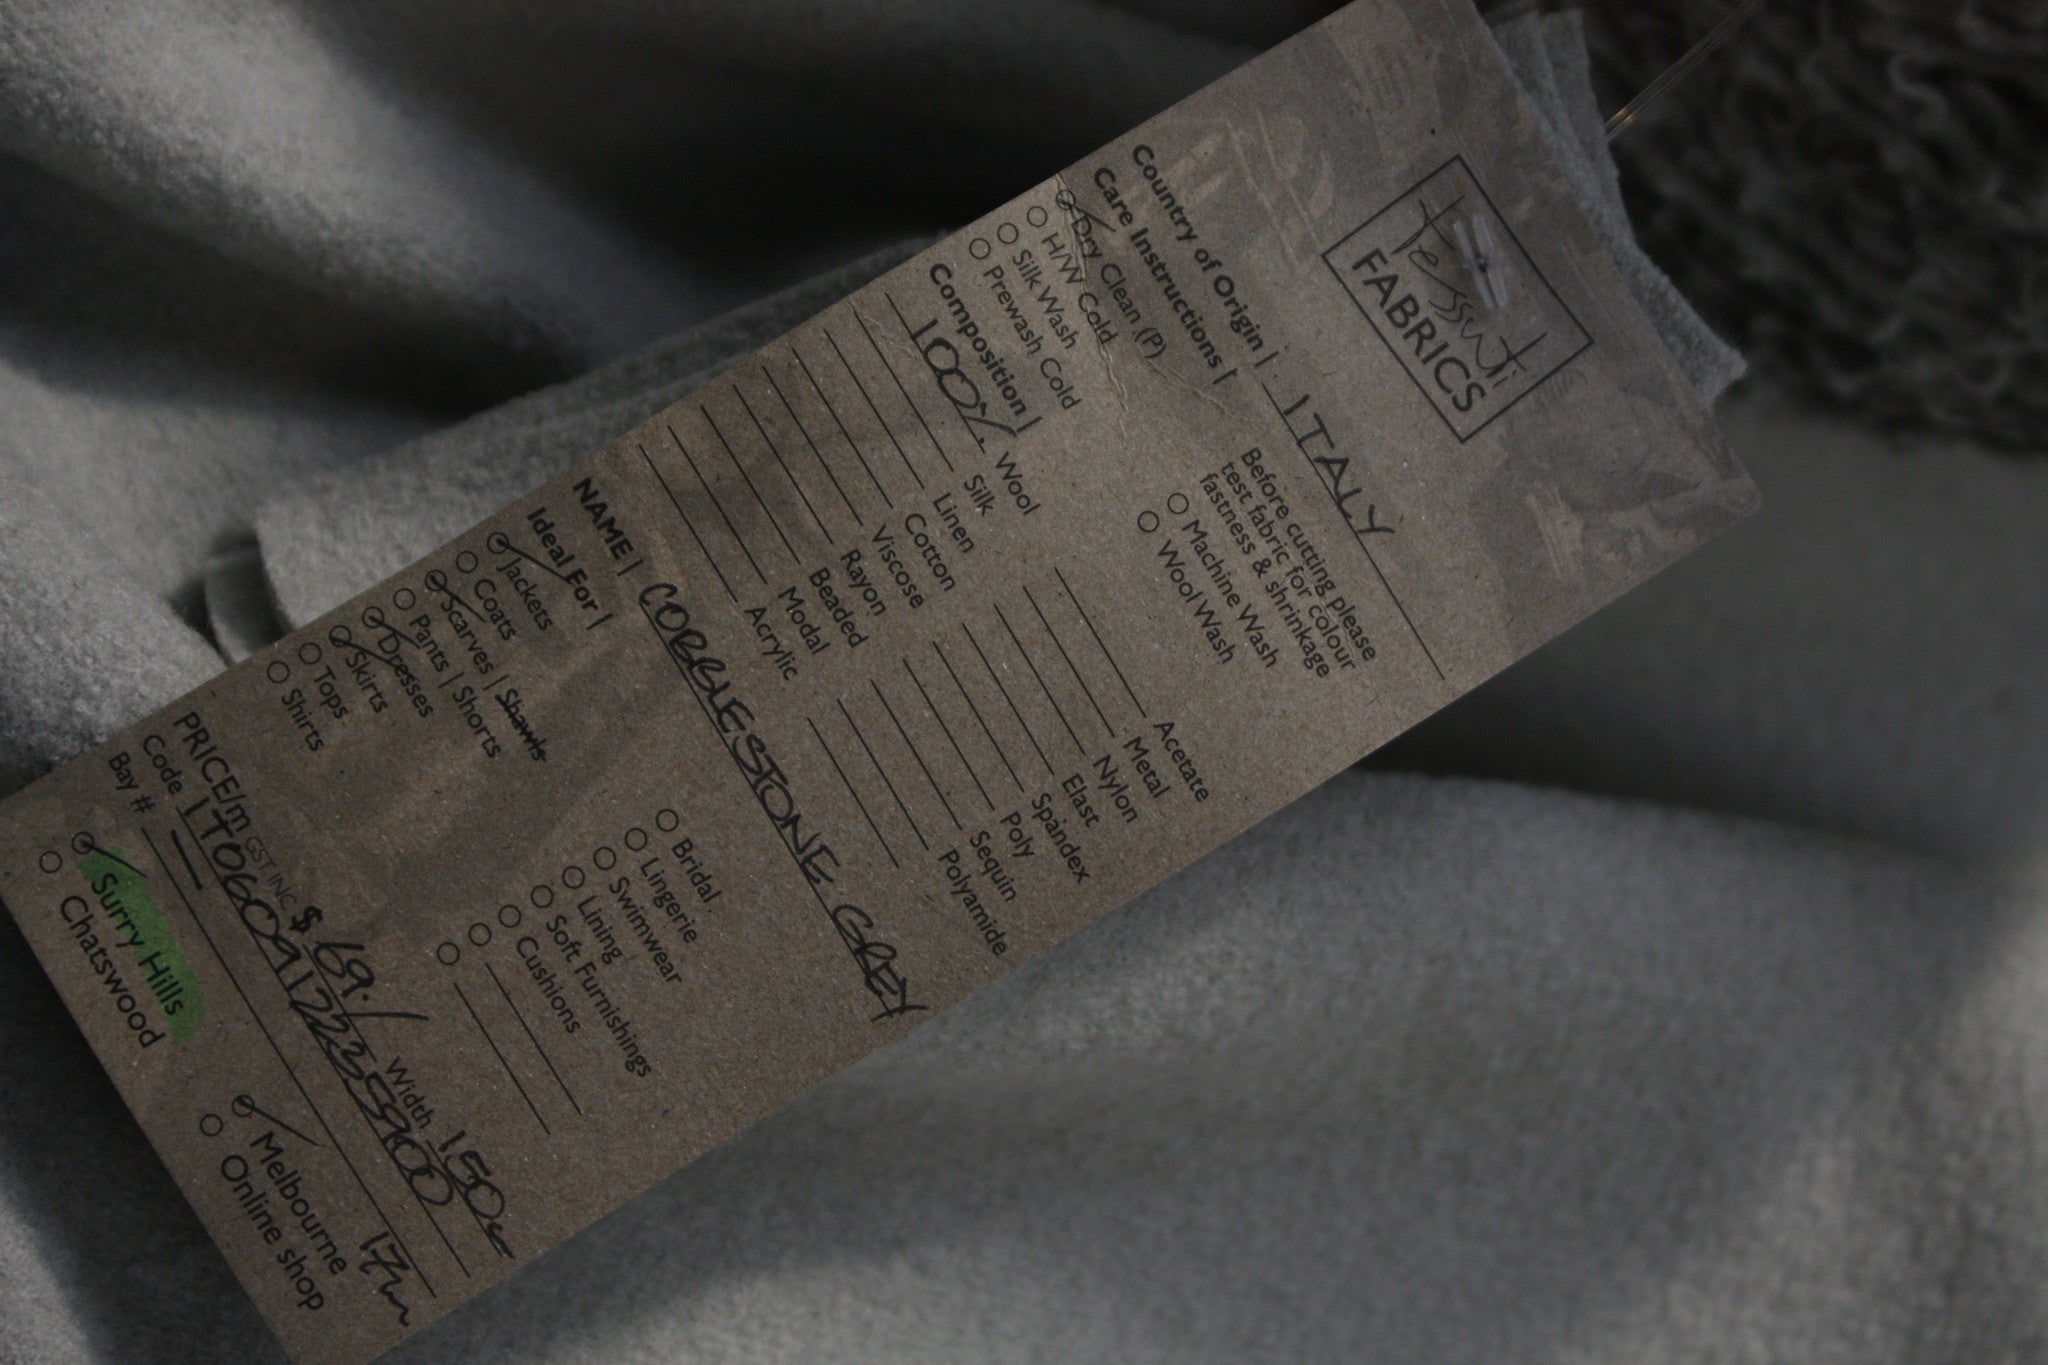 tessuti
FABRICS
Country of Origin | ITALY
Care Instructions |
Dry Clean (P)
H/W Cold
Silk Wash
Prewash Cold
Before cutting please
test fabric for colour
fastness & shrinkage
Machine Wash
Wool Wash
Composition |
100% Wool
Silk
Linen
Cotton
Viscose
Rayon
Beaded
Modal
Acrylic
Acetate
Metal
Nylon
Elast
Spandex
Poly
Sequin
Polyamide
NAME | COBBLESTONE GREY
Ideal For |
Jackets
Coats
Scarves | Shawls
Pants | Shorts
Dresses
Skirts
Tops
Shirts
Bridal
Lingerie
Swimwear
Lining
Soft Furnishings
Cushions
PRICE/m GST INC $ 69./ Width 150
Code
Bay #
17m
Surry Hills
Chatswood
Melbourne
Online shop